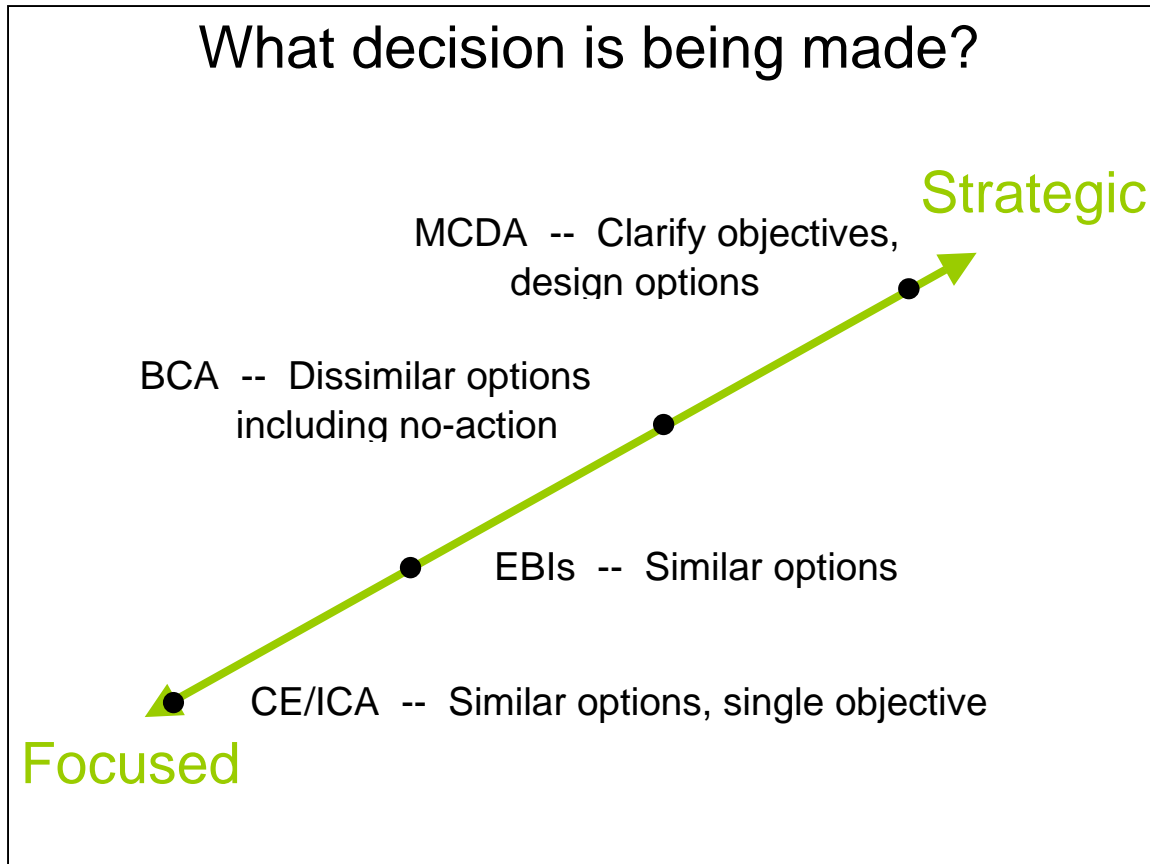 What decision is being made?
Strategic
MCDA -- Clarify objectives,
design options
BCA -- Dissimilar options
including no-action
EBIs -- Similar options
CE/ICA -- Similar options, single objective
Focused